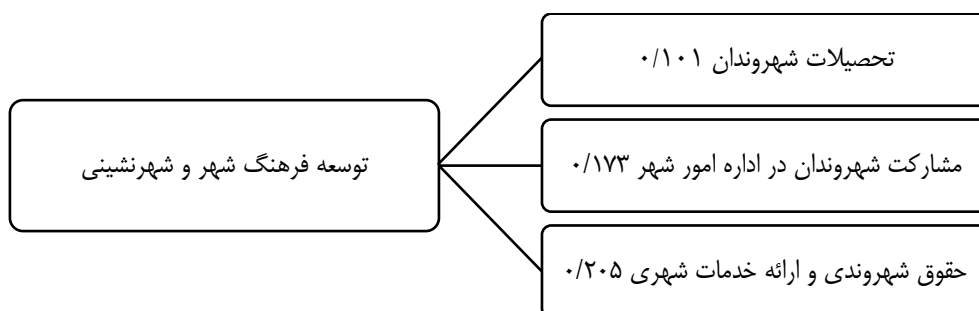 تحصیلات شهروندان ۰/۱۰۱
توسعه فرهنگ شهر و شهرنشینی
مشارکت شهروندان در اداره امور شهر ۰/۱۷۳
حقوق شهروندی و ارائه خدمات شهری ۰/۲۰۵